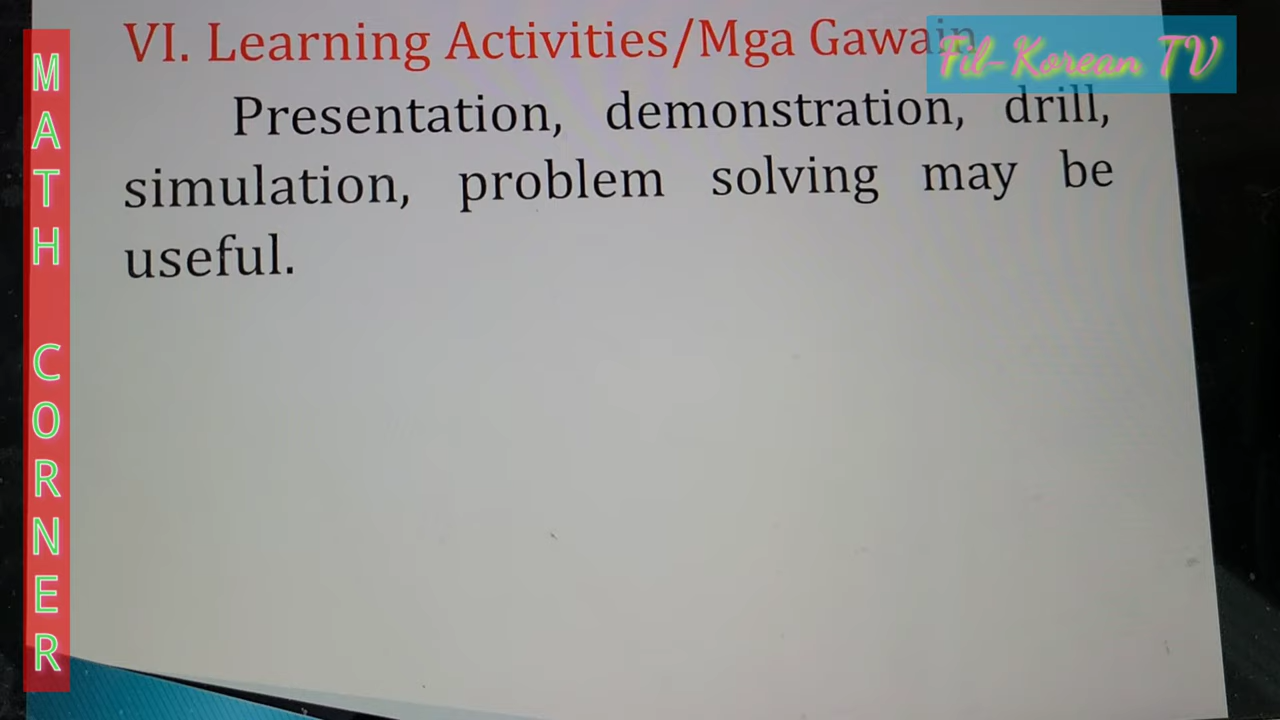 VI. Learning Activities/Mga Gawain
Fil-Korean TV
Presentation, demonstration, drill,
simulation, problem solving may be
useful.
MATH CORNER